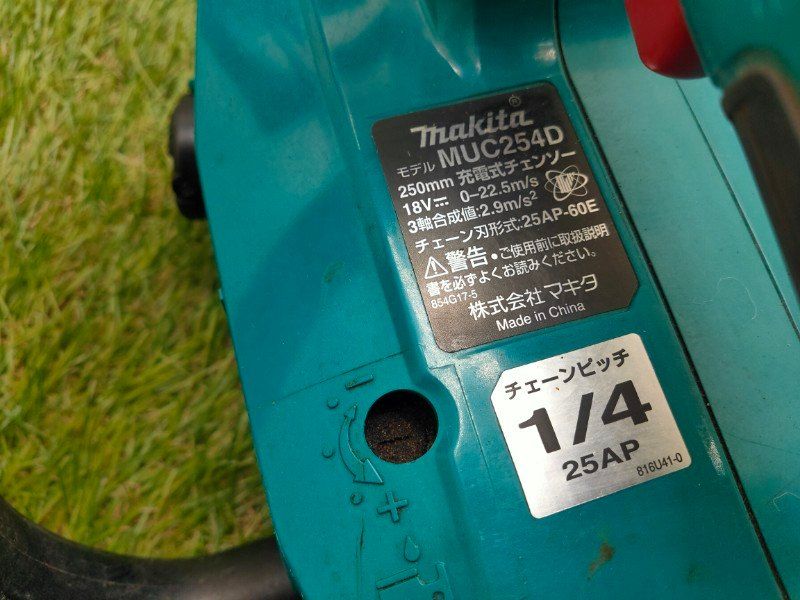 makita®
モデル MUC254D
250mm 充電式チェンソー
18V⎓ 0-22.5m/s
3軸合成値:2.9m/s²
チェーン刃形式:25AP-60E
⚠警告・ご使用前に取扱説明
書を必ずよくお読みください。
654G17-5
株式会社マキタ
Made in China
チェーンピッチ
1/4
25AP
816U41-0
-
+